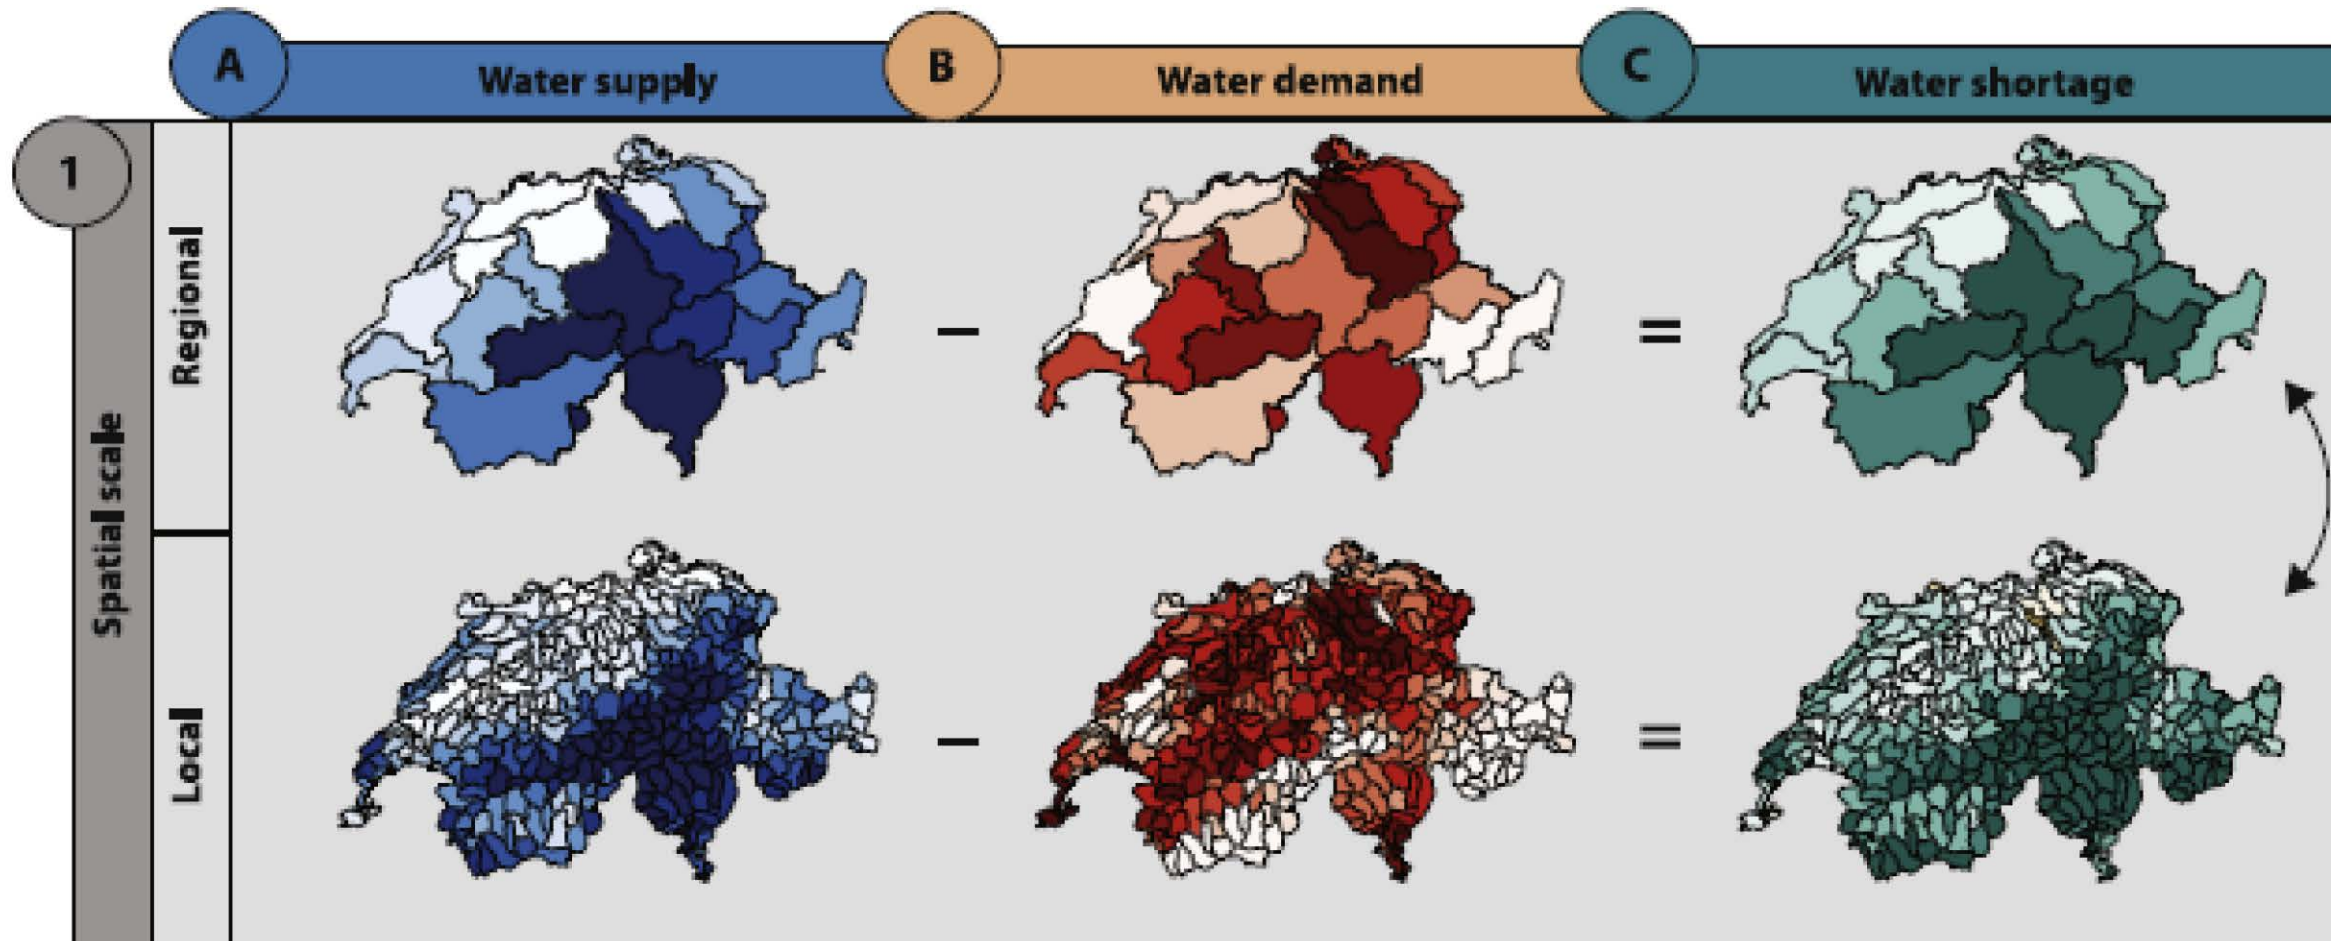 A
Water supply
B
Water demand
C
Water shortage
1
Spatial scale
Regional
−
=
Local
−
=